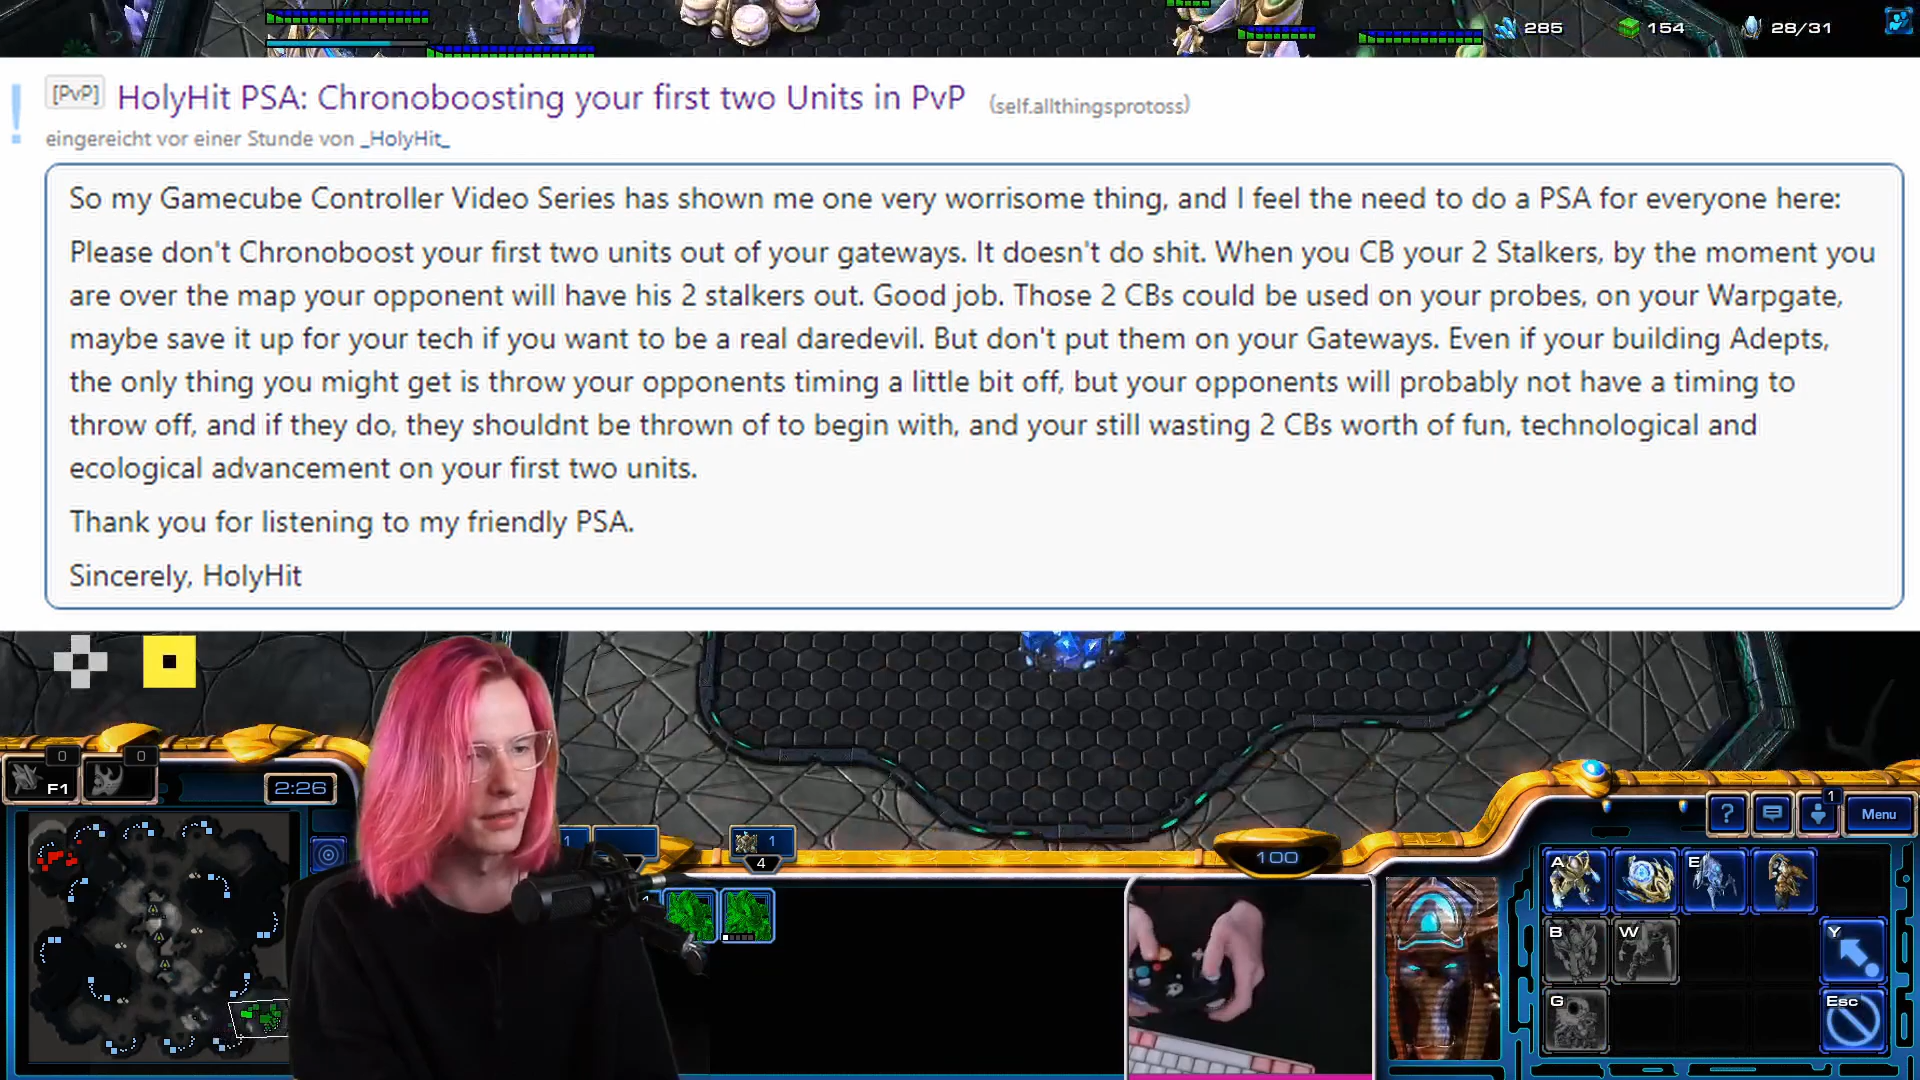 285 154 28/31
[PvP] HolyHit PSA: Chronoboosting your first two Units in PvP (self.allthingsprotoss)
eingereicht vor einer Stunde von _HolyHit_
So my Gamecube Controller Video Series has shown me one very worrisome thing, and I feel the need to do a PSA for everyone here:
Please don't Chronoboost your first two units out of your gateways. It doesn't do shit. When you CB your 2 Stalkers, by the moment you
are over the map your opponent will have his 2 stalkers out. Good job. Those 2 CBs could be used on your probes, on your Warpgate,
maybe save it up for your tech if you want to be a real daredevil. But don't put them on your Gateways. Even if your building Adepts,
the only thing you might get is throw your opponents timing a little bit off, but your opponents will probably not have a timing to
throw off, and if they do, they shouldnt be thrown of to begin with, and your still wasting 2 CBs worth of fun, technological and
ecological advancement on your first two units.
Thank you for listening to my friendly PSA.
Sincerely, HolyHit
0 0
F1
2:26
1 1
4
100
1
? Menu
A E
B W Y
G Esc